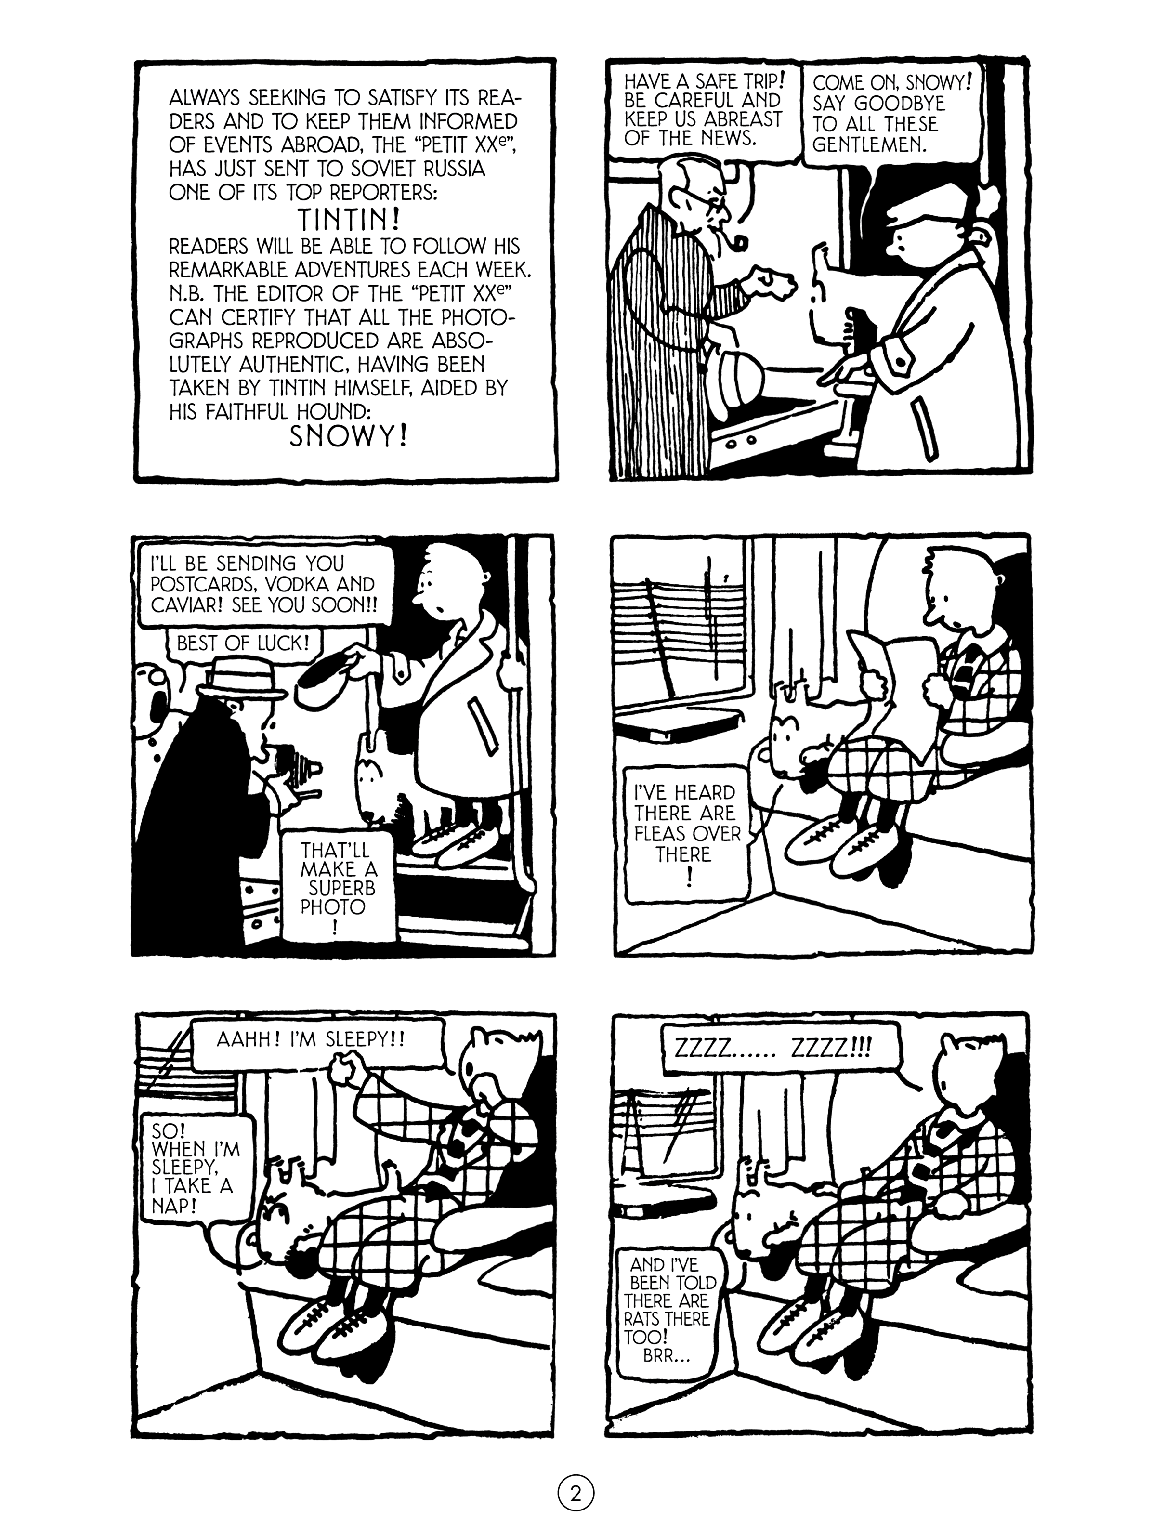 ALWAYS SEEKING TO SATISFY ITS REA-
DERS AND TO KEEP THEM INFORMED
OF EVENTS ABROAD, THE “PETIT XXe”,
HAS JUST SENT TO SOVIET RUSSIA
ONE OF ITS TOP REPORTERS:
TINTIN!
READERS WILL BE ABLE TO FOLLOW HIS
REMARKABLE ADVENTURES EACH WEEK.
N.B. THE EDITOR OF THE “PETIT XXe”
CAN CERTIFY THAT ALL THE PHOTO-
GRAPHS REPRODUCED ARE ABSO-
LUTELY AUTHENTIC, HAVING BEEN
TAKEN BY TINTIN HIMSELF, AIDED BY
HIS FAITHFUL HOUND:
SNOWY!
HAVE A SAFE TRIP!
BE CAREFUL AND
KEEP US ABREAST
OF THE NEWS.
COME ON, SNOWY!
SAY GOODBYE
TO ALL THESE
GENTLEMEN.
I'LL BE SENDING YOU
POSTCARDS, VODKA AND
CAVIAR! SEE YOU SOON!!
BEST OF LUCK!
THAT'LL
MAKE A
SUPERB
PHOTO
!
I'VE HEARD
THERE ARE
FLEAS OVER
THERE
!
AAHH! I'M SLEEPY!!
SO!
WHEN I'M
SLEEPY,
I TAKE A
NAP!
ZZZZ...... ZZZZ!!!
AND I'VE
BEEN TOLD
THERE ARE
RATS THERE
TOO!
BRR...
2